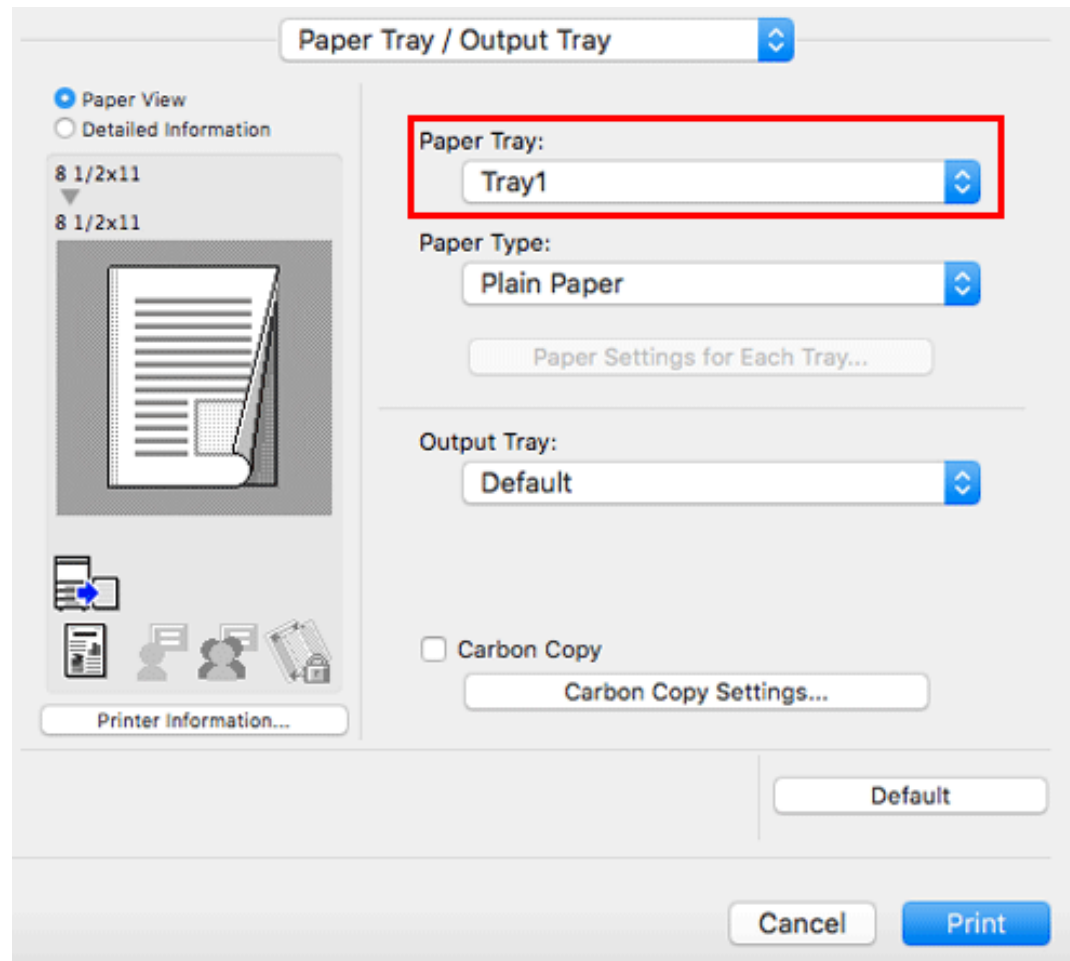 Paper Tray / Output Tray
Paper View
Detailed Information
8 1/2x11
8 1/2x11
Printer Information...
Paper Tray:
Tray1
Paper Type:
Plain Paper
Paper Settings for Each Tray...
Output Tray:
Default
Carbon Copy
Carbon Copy Settings...
Default
Cancel
Print